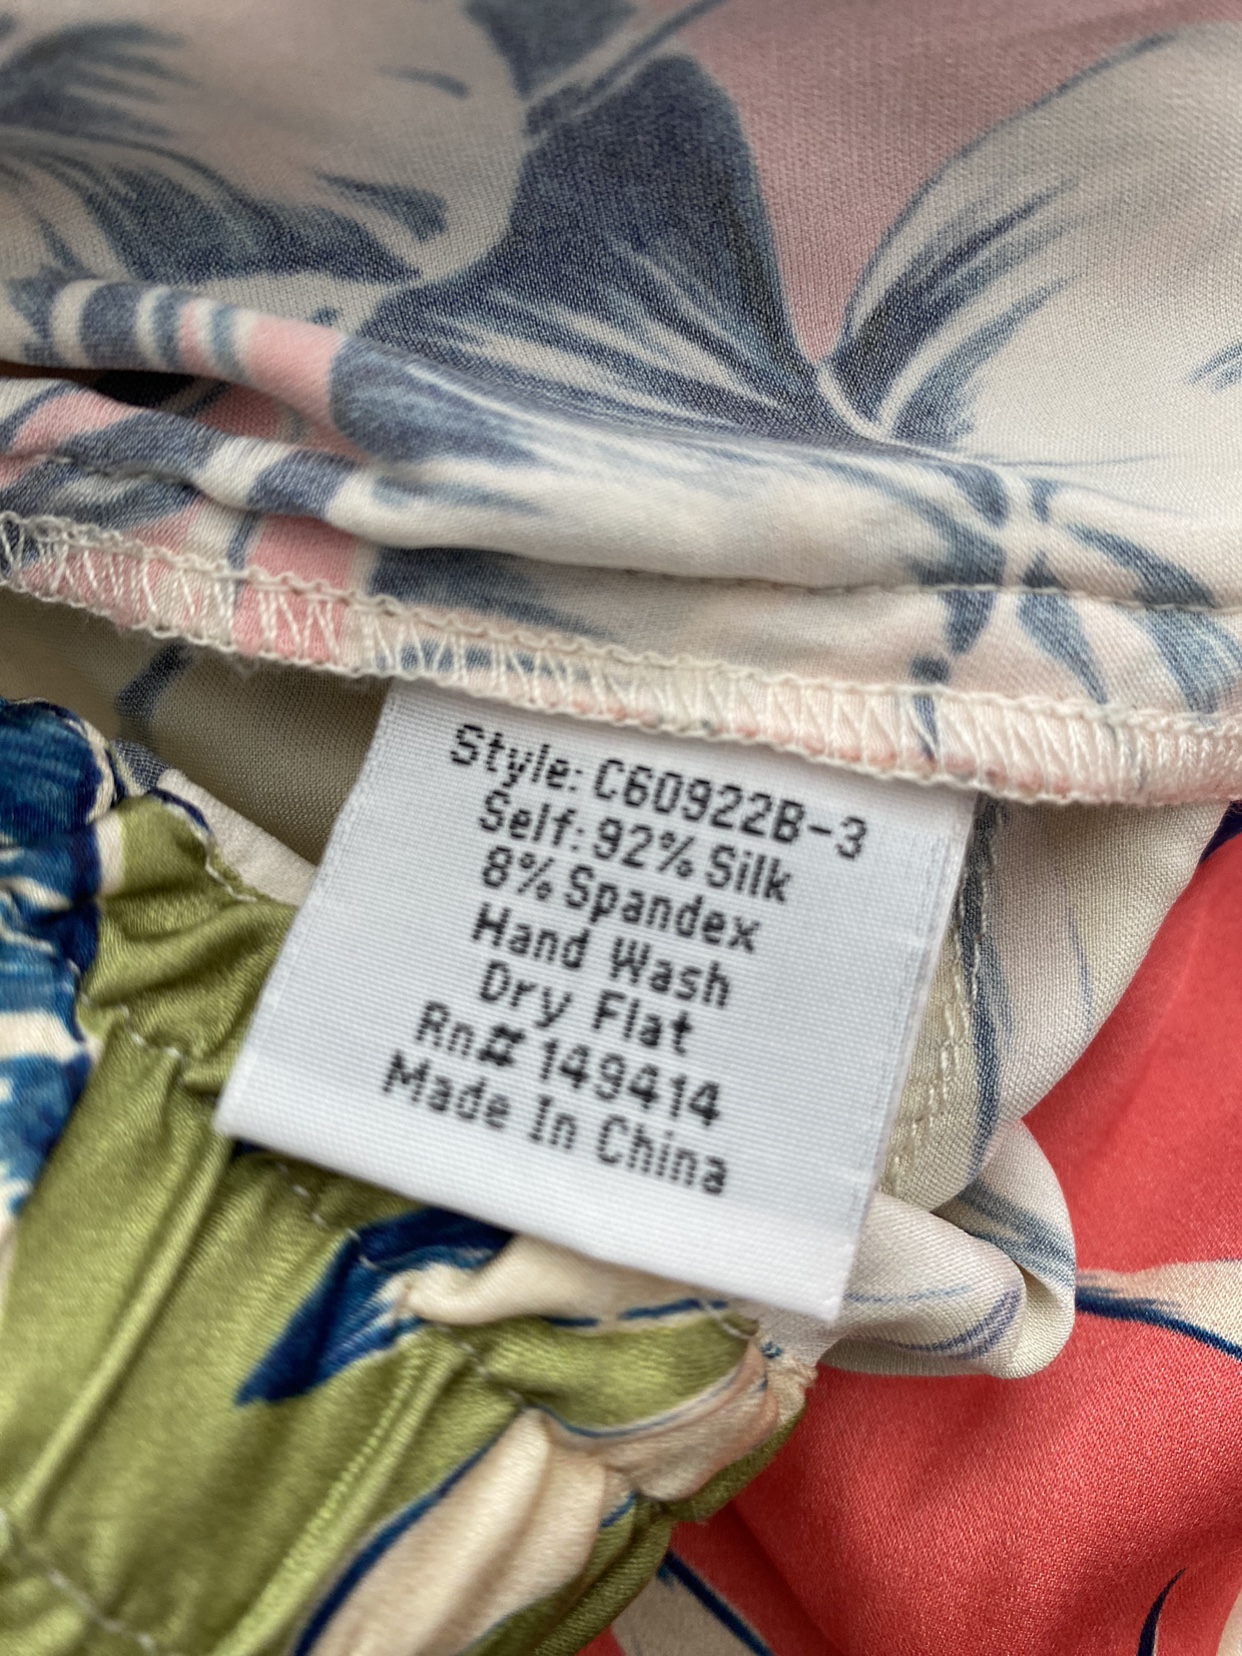 Style: C60922B-3
Self: 92% Silk
8% Spandex
Hand Wash
Dry Flat
Rn# 149414
Made In China